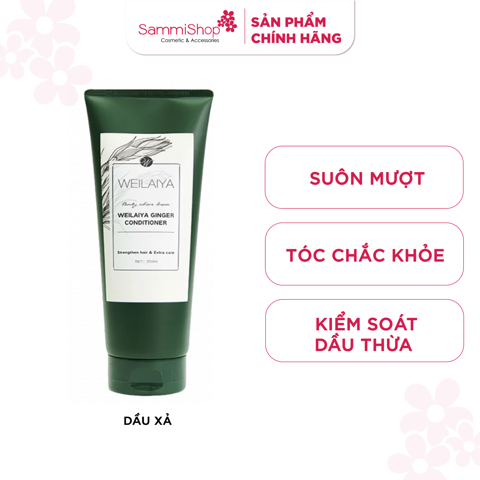 SammiShop
Cosmetic & Accessories
SẢN PHẨM
CHÍNH HÃNG
WEILAIYA
WEILAIYA GINGER
CONDITIONER
Strengthen hair & Extra care
SUÔN MƯỢT
TÓC CHẮC KHỎE
KIỂM SOÁT
DẦU THỪA
DẦU XẢ